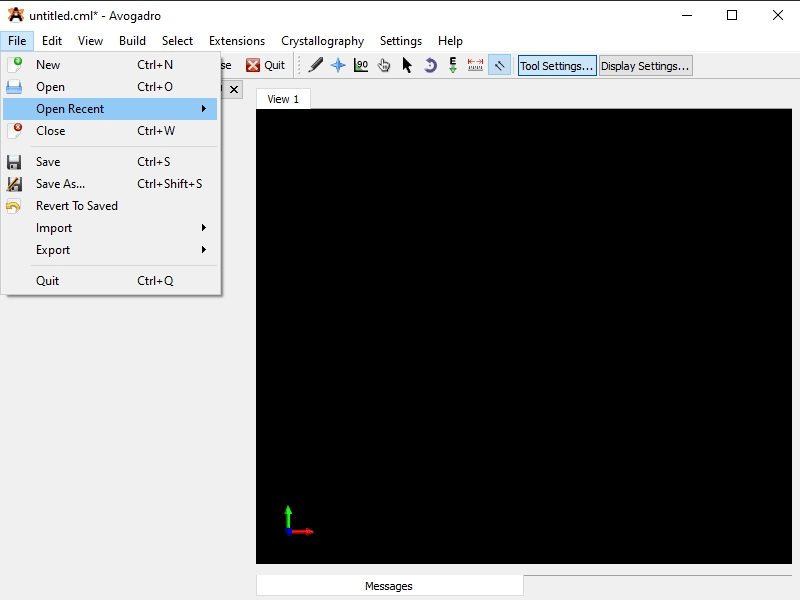 untitled.cml* - Avogadro
File Edit View Build Select Extensions Crystallography Settings Help
Quit
90
E
Tool Settings...
Display Settings...
New Ctrl+N
Open Ctrl+O
Open Recent
Close Ctrl+W
Save Ctrl+S
Save As... Ctrl+Shift+S
Revert To Saved
Import
Export
Quit Ctrl+Q
View 1
Messages